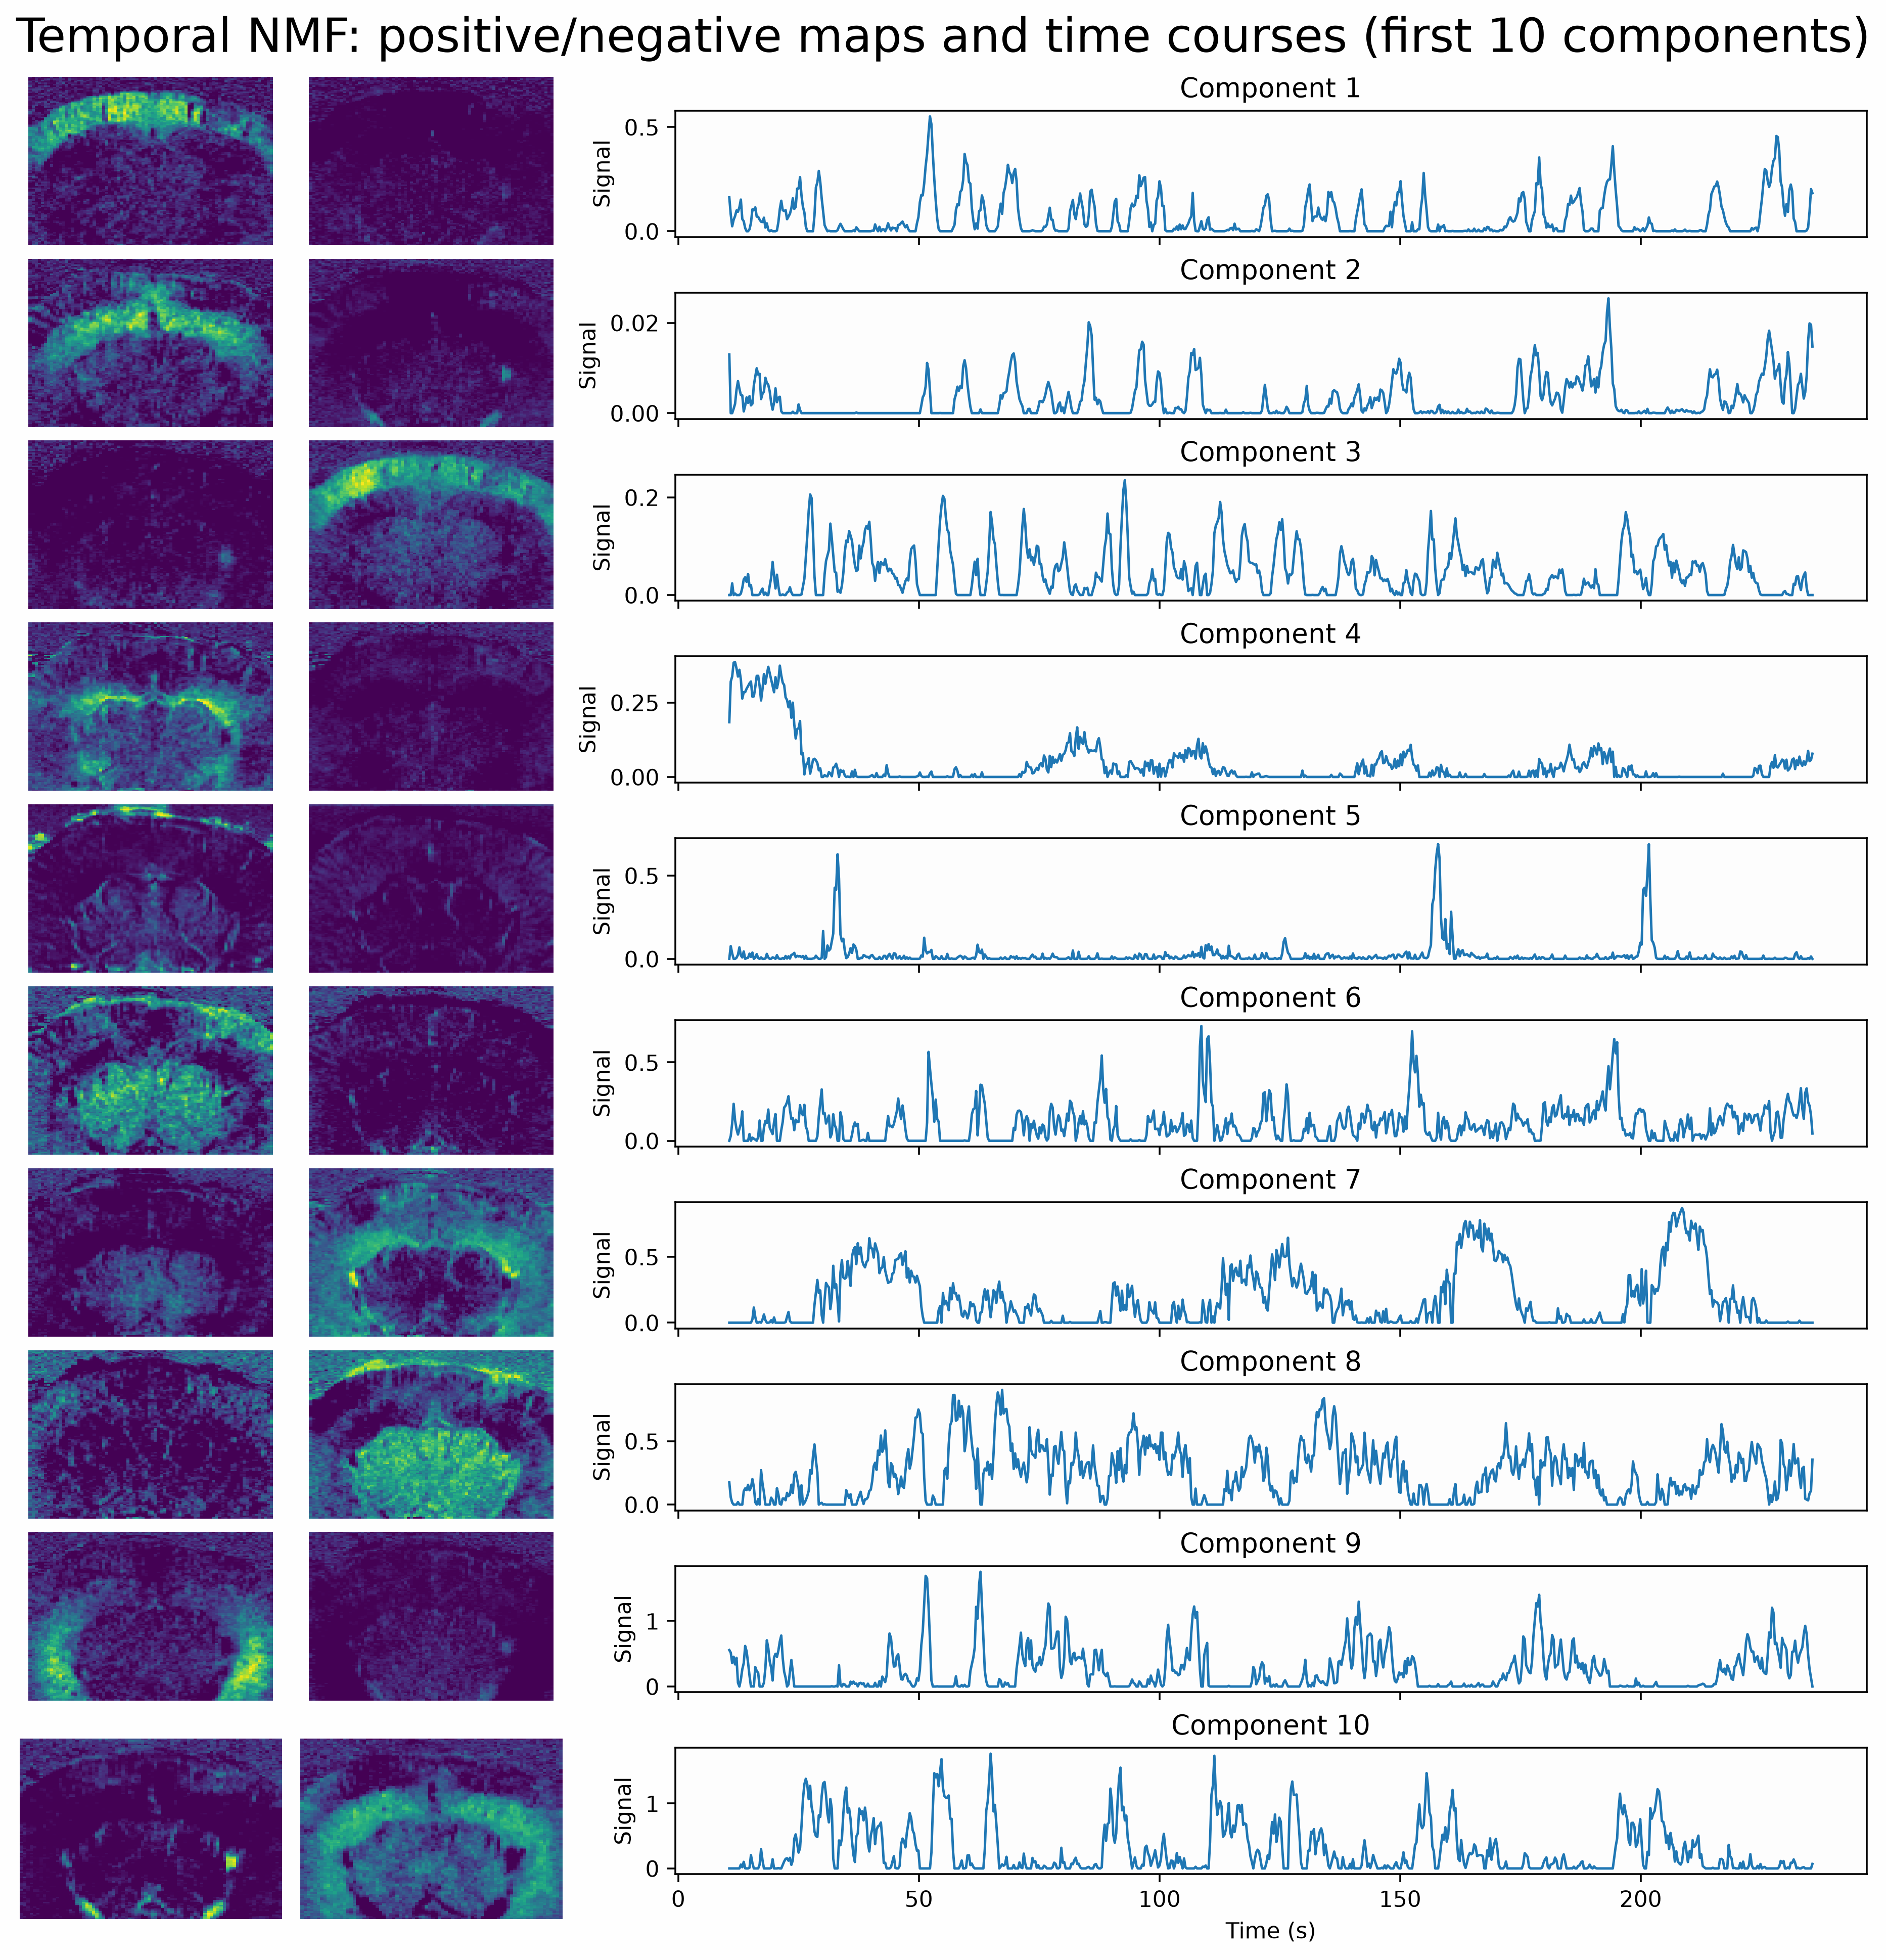 Temporal NMF: positive/negative maps and time courses (first 10 components)
Component 1
Signal
0.5
0.0
Component 2
Signal
0.02
0.00
Component 3
Signal
0.2
0.0
Component 4
Signal
0.25
0.00
Component 5
Signal
0.5
0.0
Component 6
Signal
0.5
0.0
Component 7
Signal
0.5
0.0
Component 8
Signal
0.5
0.0
Component 9
Signal
1
0
Component 10
Signal
1
0
0 50 100 150 200
Time (s)